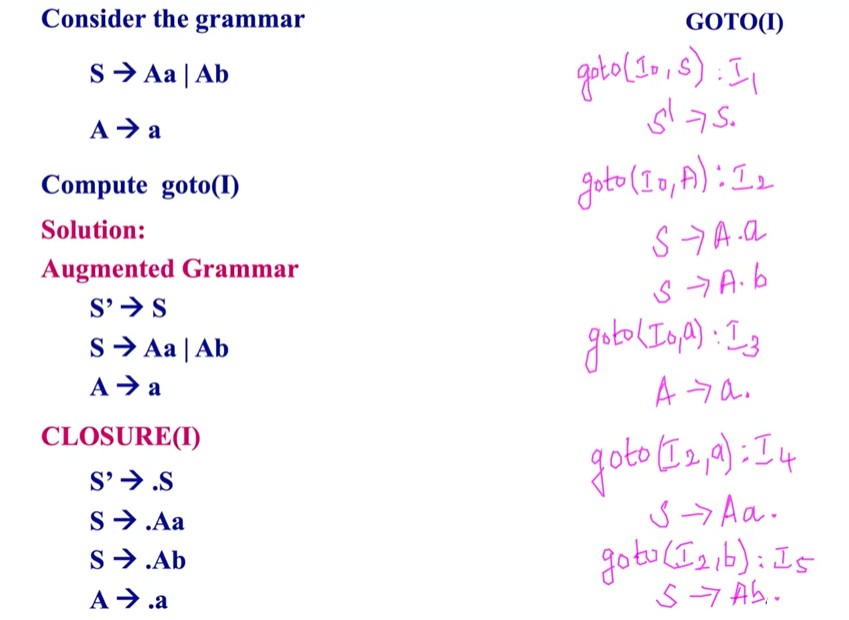 Consider the grammar
S → Aa | Ab
A → a
Compute goto(I)
Solution:
Augmented Grammar
S’ → S
S → Aa | Ab
A → a
CLOSURE(I)
S’ → .S
S → .Aa
S → .Ab
A → .a
GOTO(I)
goto(I0,S) : I1
S' → S.
goto(I0,A) : I2
S → A.a
S → A.b
goto(I0,a) : I3
A → a.
goto(I2,a) : I4
S → Aa.
goto(I2,b) : I5
S → Ab.